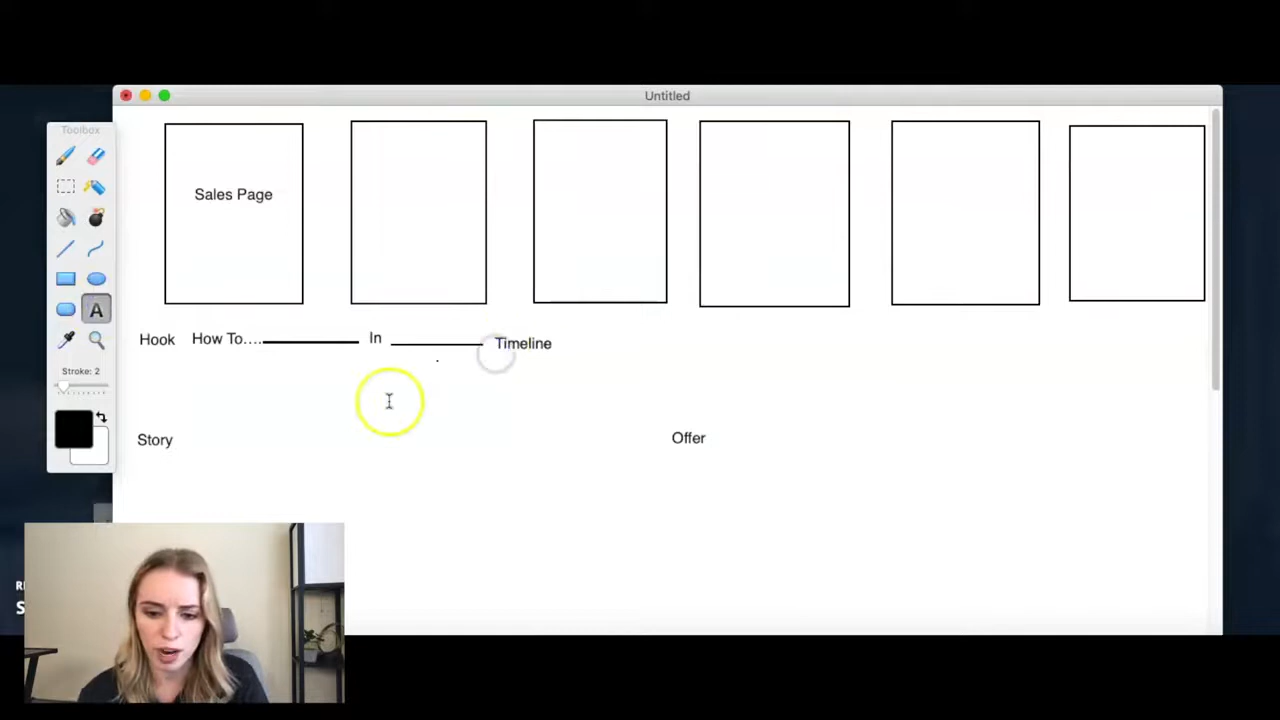 Untitled
Toolbox
Sales Page
A
Hook How To.... In Timeline
Stroke: 2
Story Offer
R
S